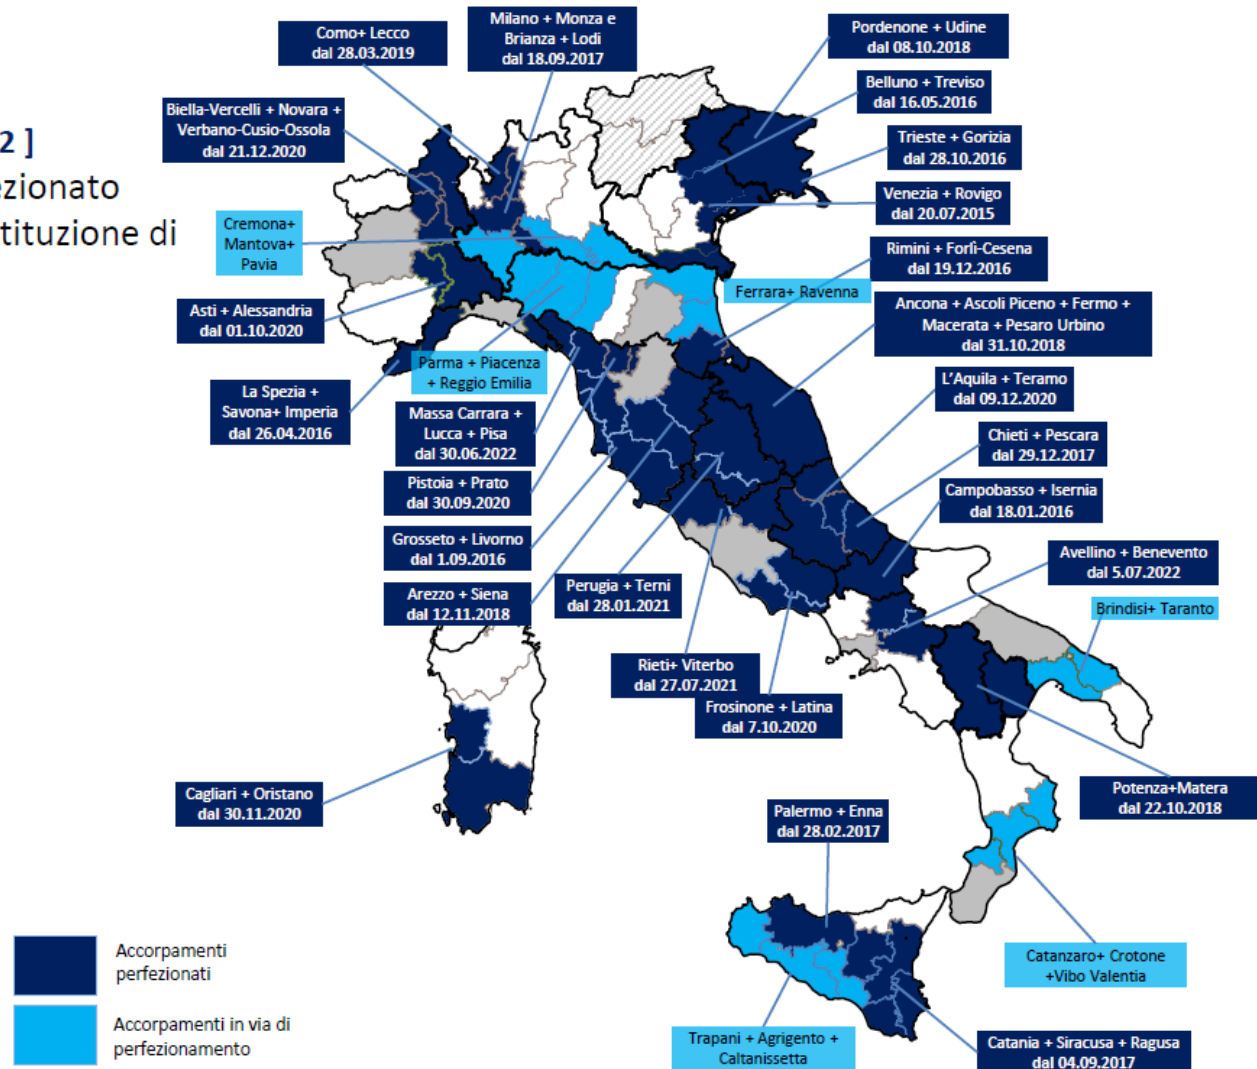 2 ]
ezionato
tituzione di
Como+ Lecco
dal 28.03.2019
Milano + Monza e
Brianza + Lodi
dal 18.09.2017
Pordenone + Udine
dal 08.10.2018
Belluno + Treviso
dal 16.05.2016
Biella-Vercelli + Novara +
Verbano-Cusio-Ossola
dal 21.12.2020
Trieste + Gorizia
dal 28.10.2016
Venezia + Rovigo
dal 20.07.2015
Cremona+
Mantova+
Pavia
Rimini + Forlì-Cesena
dal 19.12.2016
Ferrara+ Ravenna
Asti + Alessandria
dal 01.10.2020
Ancona + Ascoli Piceno + Fermo +
Macerata + Pesaro Urbino
dal 31.10.2018
Parma + Piacenza
+ Reggio Emilia
La Spezia +
Savona+ Imperia
dal 26.04.2016
L'Aquila + Teramo
dal 09.12.2020
Massa Carrara +
Lucca + Pisa
dal 30.06.2022
Chieti + Pescara
dal 29.12.2017
Pistoia + Prato
dal 30.09.2020
Campobasso + Isernia
dal 18.01.2016
Grosseto + Livorno
dal 1.09.2016
Avellino + Benevento
dal 5.07.2022
Arezzo + Siena
dal 12.11.2018
Perugia + Terni
dal 28.01.2021
Brindisi+ Taranto
Rieti+ Viterbo
dal 27.07.2021
Frosinone + Latina
dal 7.10.2020
Cagliari + Oristano
dal 30.11.2020
Potenza+Matera
dal 22.10.2018
Palermo + Enna
dal 28.02.2017
Catanzaro+ Crotone
+Vibo Valentia
Trapani + Agrigento +
Caltanissetta
Catania + Siracusa + Ragusa
dal 04.09.2017
Accorpamenti
perfezionati
Accorpamenti in via di
perfezionamento